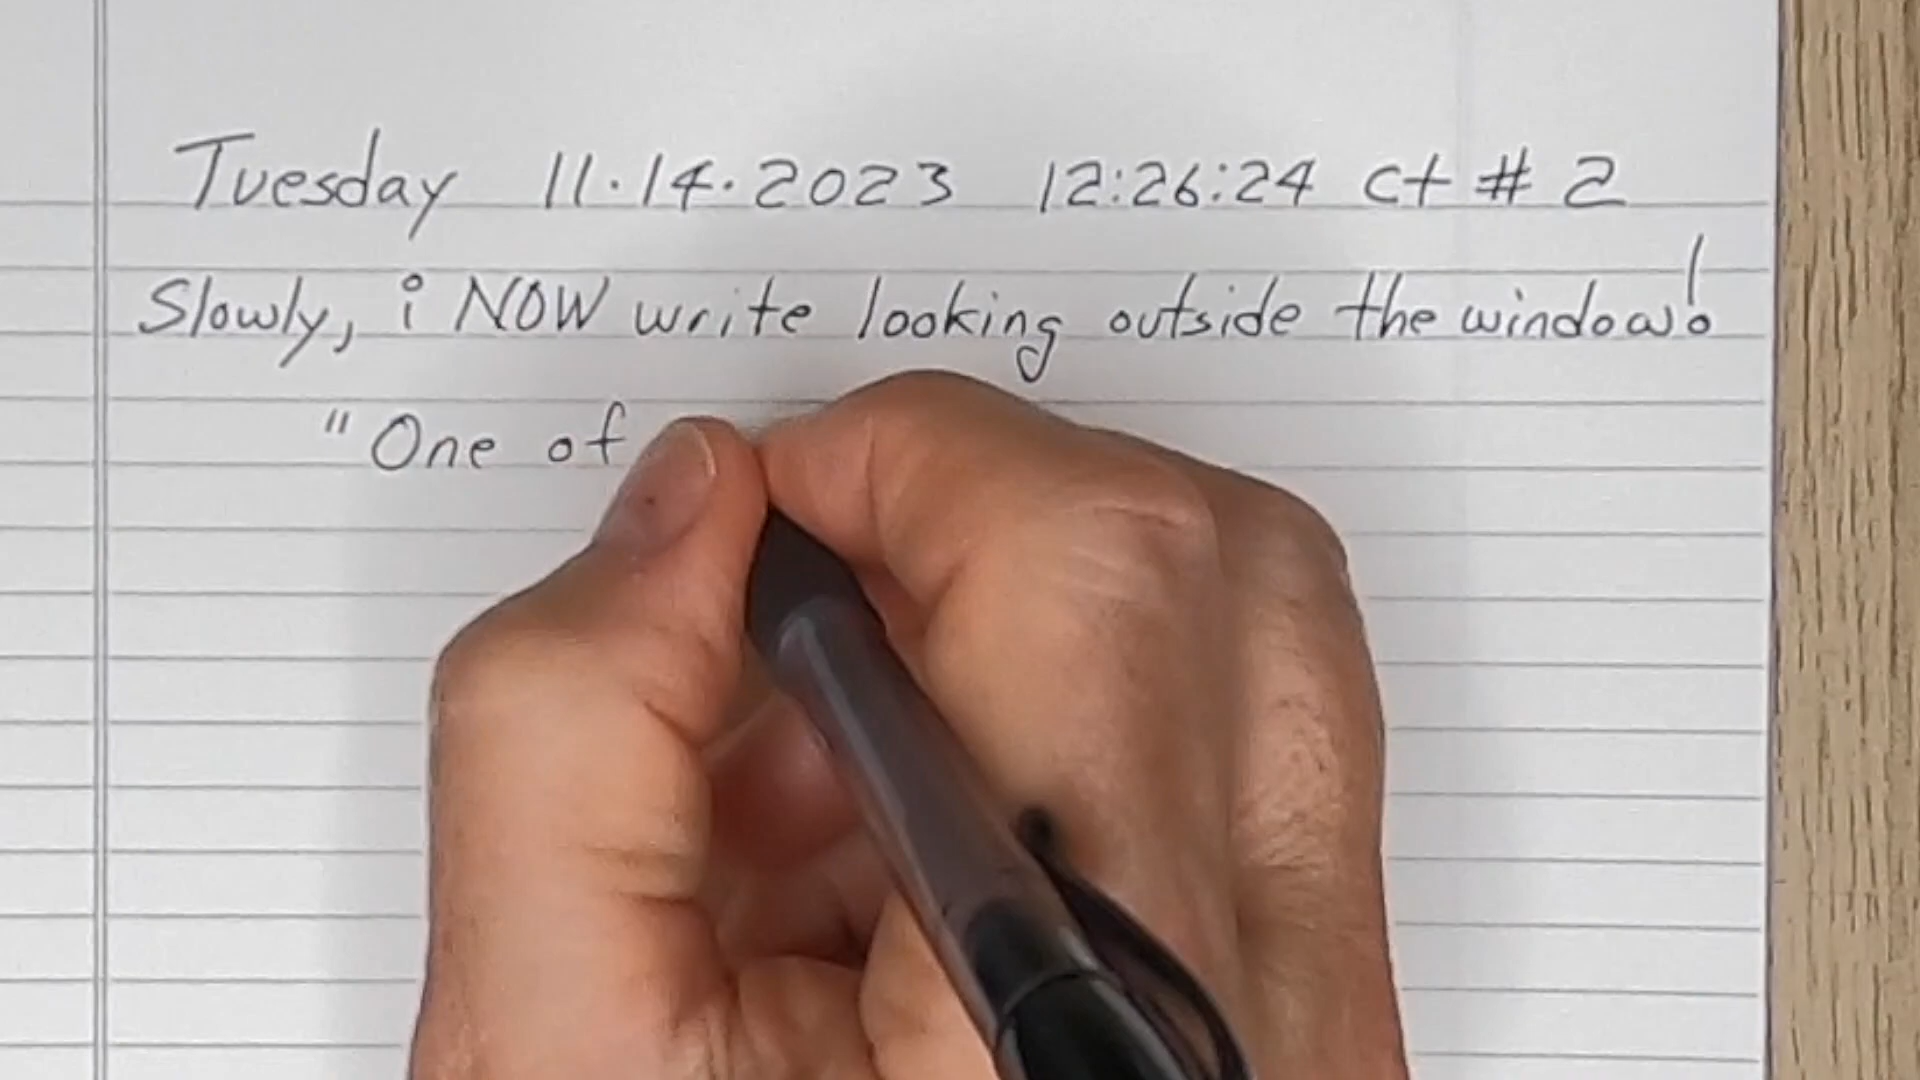 Tuesday 11.14.2023 12:26:24 ct # 2
Slowly, i NOW write looking outside the window!
"One of